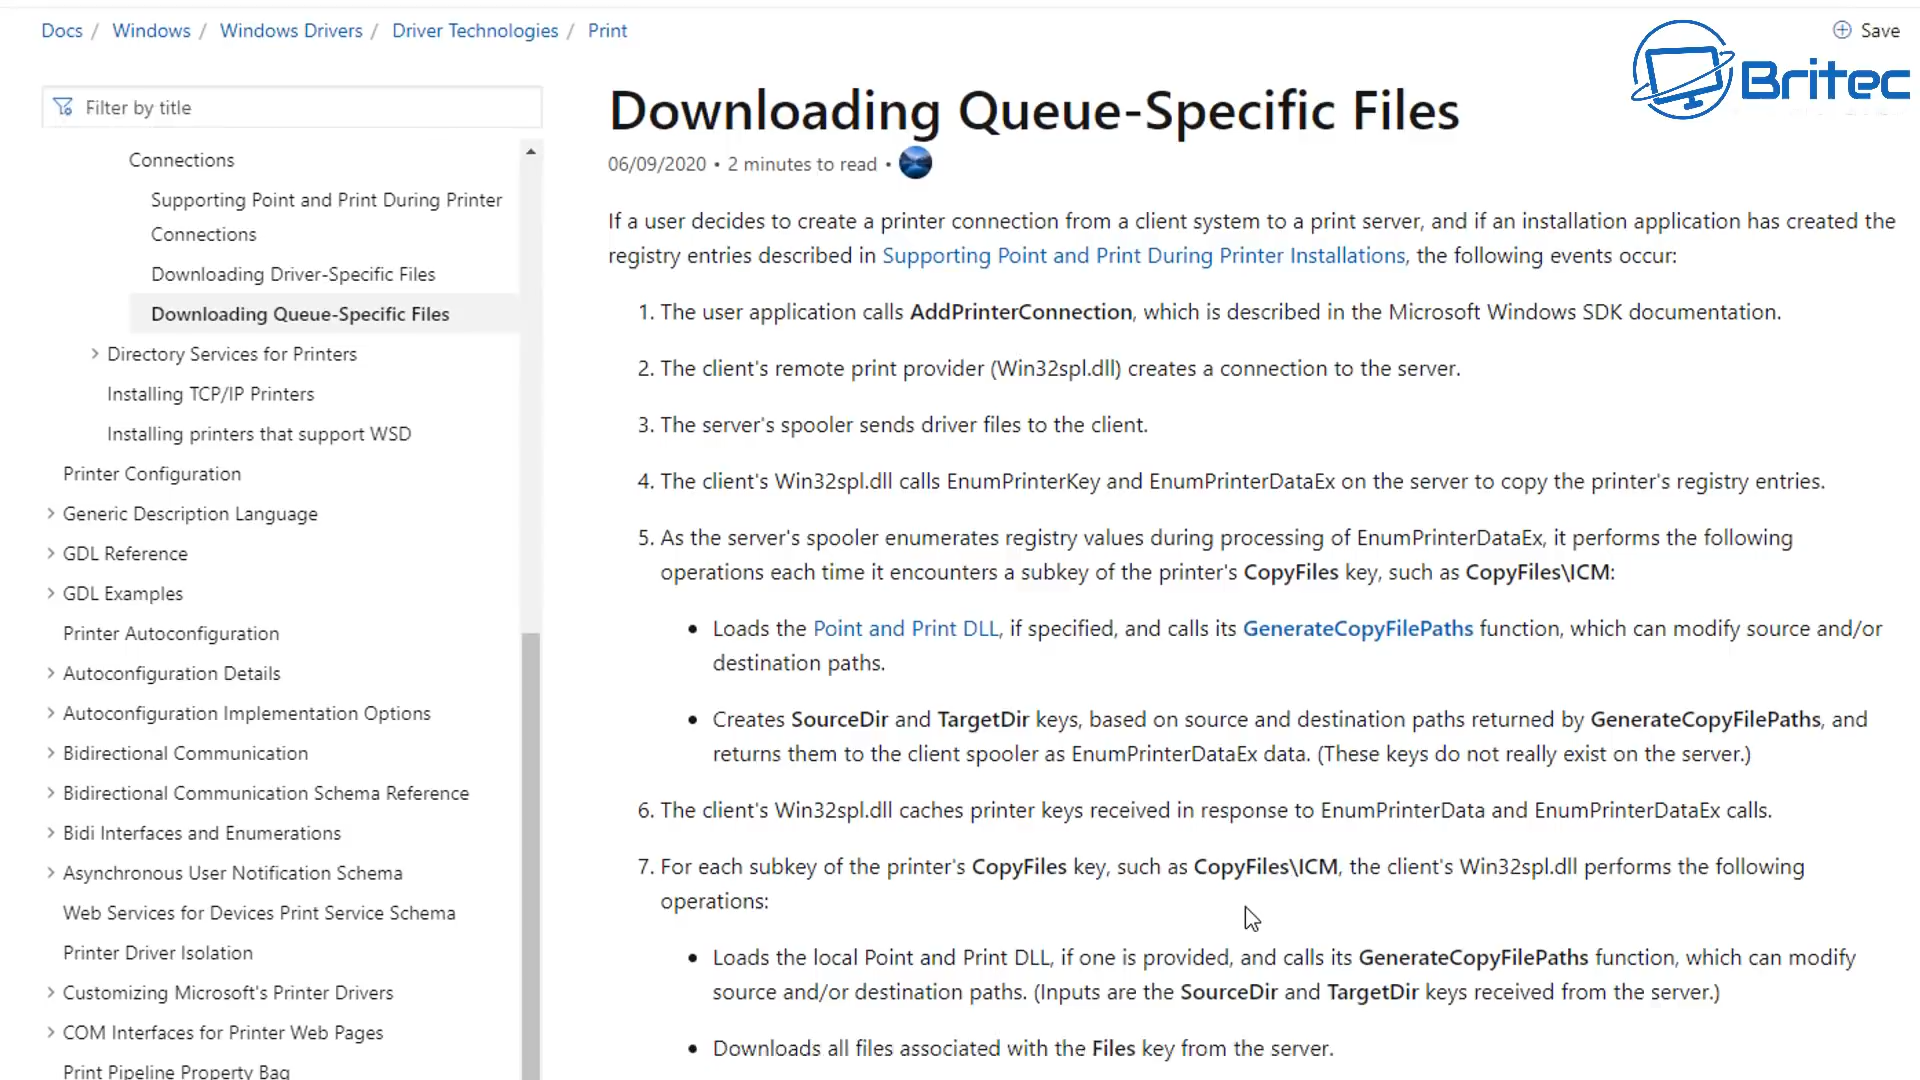 Docs / Windows / Windows Drivers / Driver Technologies / Print
Save
Britec
Filter by title
Connections
Supporting Point and Print During Printer
Connections
Downloading Driver-Specific Files
Downloading Queue-Specific Files
Directory Services for Printers
Installing TCP/IP Printers
Installing printers that support WSD
Printer Configuration
Generic Description Language
GDL Reference
GDL Examples
Printer Autoconfiguration
Autoconfiguration Details
Autoconfiguration Implementation Options
Bidirectional Communication
Bidirectional Communication Schema Reference
Bidi Interfaces and Enumerations
Asynchronous User Notification Schema
Web Services for Devices Print Service Schema
Printer Driver Isolation
Customizing Microsoft's Printer Drivers
COM Interfaces for Printer Web Pages
Print Pipeline Property Bag
Downloading Queue-Specific Files
06/09/2020 • 2 minutes to read •
If a user decides to create a printer connection from a client system to a print server, and if an installation application has created the
registry entries described in Supporting Point and Print During Printer Installations, the following events occur:
1. The user application calls AddPrinterConnection, which is described in the Microsoft Windows SDK documentation.
2. The client's remote print provider (Win32spl.dll) creates a connection to the server.
3. The server's spooler sends driver files to the client.
4. The client's Win32spl.dll calls EnumPrinterKey and EnumPrinterDataEx on the server to copy the printer's registry entries.
5. As the server's spooler enumerates registry values during processing of EnumPrinterDataEx, it performs the following
operations each time it encounters a subkey of the printer's CopyFiles key, such as CopyFiles\ICM:
• Loads the Point and Print DLL, if specified, and calls its GenerateCopyFilePaths function, which can modify source and/or
destination paths.
• Creates SourceDir and TargetDir keys, based on source and destination paths returned by GenerateCopyFilePaths, and
returns them to the client spooler as EnumPrinterDataEx data. (These keys do not really exist on the server.)
6. The client's Win32spl.dll caches printer keys received in response to EnumPrinterData and EnumPrinterDataEx calls.
7. For each subkey of the printer's CopyFiles key, such as CopyFiles\ICM, the client's Win32spl.dll performs the following
operations:
• Loads the local Point and Print DLL, if one is provided, and calls its GenerateCopyFilePaths function, which can modify
source and/or destination paths. (Inputs are the SourceDir and TargetDir keys received from the server.)
• Downloads all files associated with the Files key from the server.